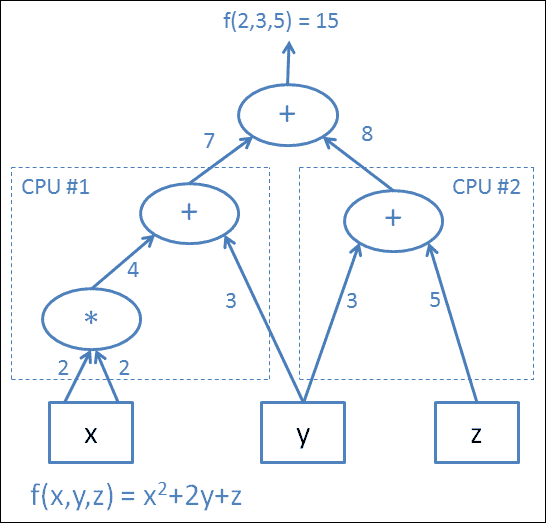 f(2,3,5) = 15
+
7
8
CPU #1
CPU #2
+
+
4
3
3
5
*
2
2
x
y
z
f(x,y,z) = x²+2y+z